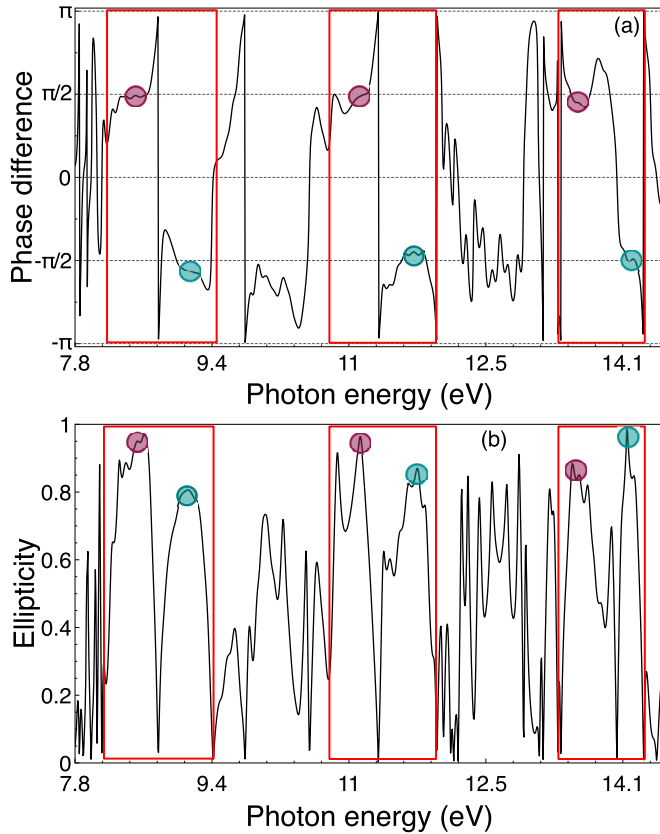 (a)
π
π/2
0
-π/2
-π
Phase difference
7.8 9.4 11 12.5 14.1
Photon energy (eV)
(b)
1
0.8
0.6
0.4
0.2
0
Ellipticity
7.8 9.4 11 12.5 14.1
Photon energy (eV)